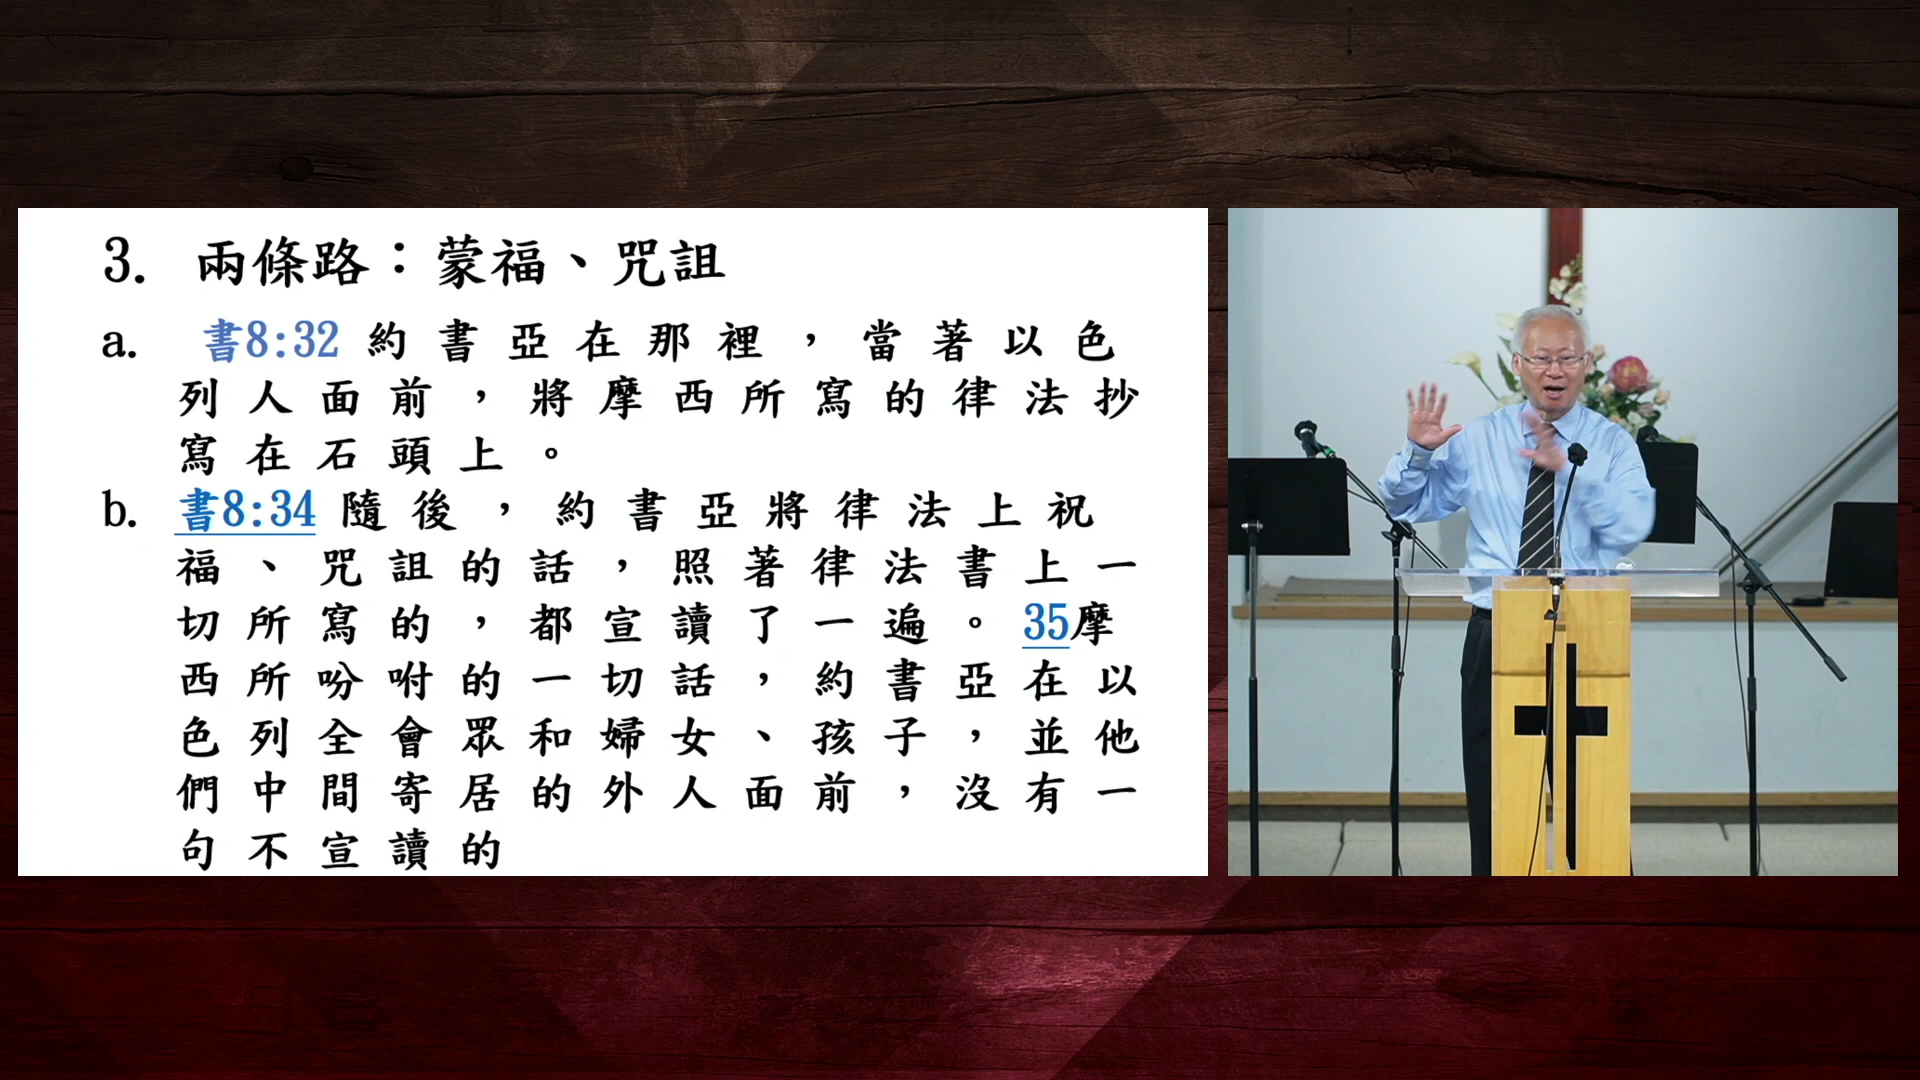 3. 兩條路：蒙福、咒詛
a. 書8:32 約書亞在那裡，當著以色
列人面前，將摩西所寫的律法抄
寫在石頭上。
b. 書8:34 隨後，約書亞將律法上祝
福、咒詛的話，照著律法書上一
切所寫的，都宣讀了一遍。35摩
西所吩咐的一切話，約書亞在以
色列全會眾和婦女、孩子，並他
們中間寄居的外人面前，沒有一
句不宣讀的